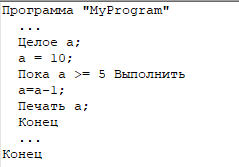 Программа "MyProgram"
...
Целое a;
a = 10;
Пока a >= 5 Выполнить
a=a-1;
Печать a;
Конец
...
Конец